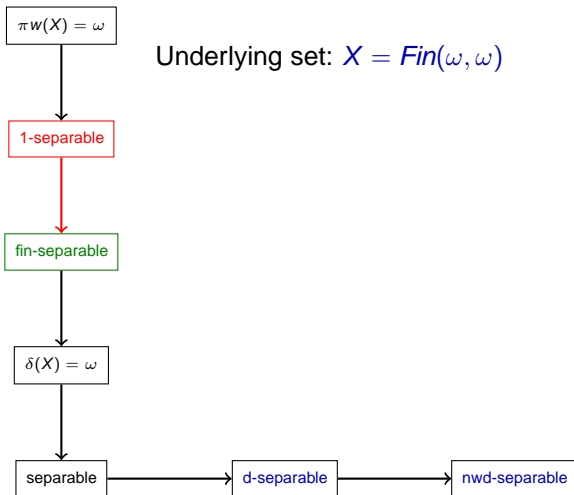 πw(X) = ω
Underlying set: X = Fin(ω, ω)
1-separable
fin-separable
δ(X) = ω
separable
d-separable
nwd-separable